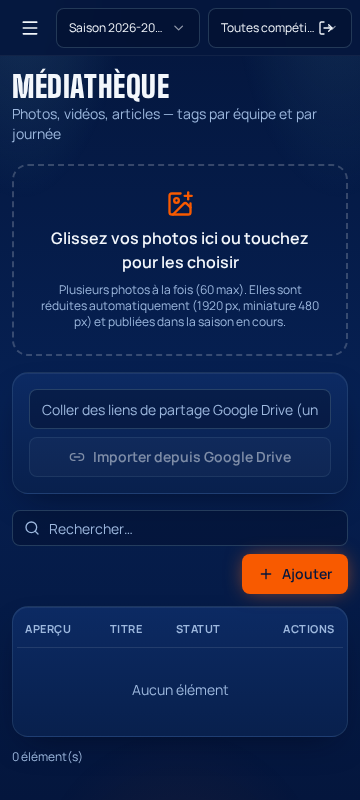 Saison 2026-20...
Toutes compéti...
MÉDIATHÈQUE
Photos, vidéos, articles — tags par équipe et par
journée
Glissez vos photos ici ou touchez
pour les choisir
Plusieurs photos à la fois (60 max). Elles sont
réduites automatiquement (1920 px, miniature 480
px) et publiées dans la saison en cours.
Coller des liens de partage Google Drive (un
Importer depuis Google Drive
Rechercher...
Ajouter
APERÇU TITRE STATUT ACTIONS
Aucun élément
0 élément(s)